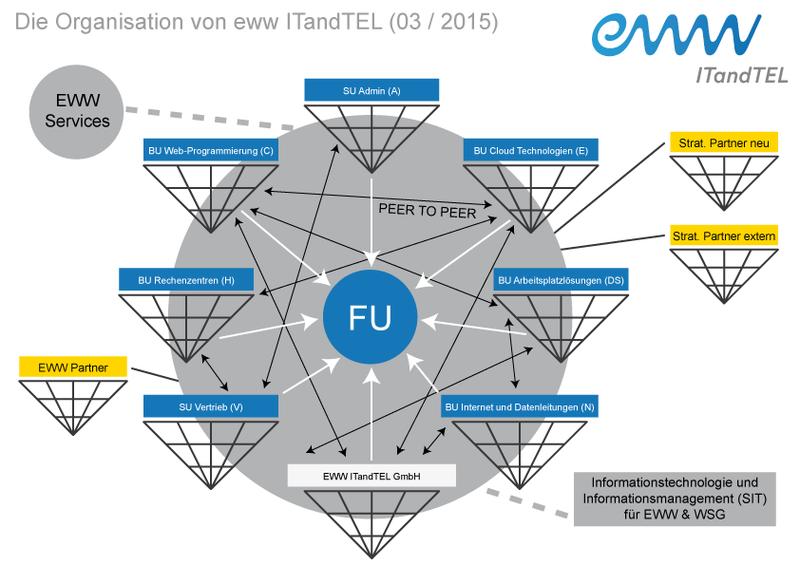 Die Organisation von eww ITandTEL (03 / 2015)
eww
ITandTEL
EWW
Services
SU Admin (A)
BU Web-Programmierung (C)
BU Cloud Technologien (E)
Strat. Partner neu
PEER TO PEER
Strat. Partner extern
BU Rechenzentren (H)
BU Arbeitsplatzlösungen (DS)
FU
EWW Partner
SU Vertrieb (V)
BU Internet und Datenleitungen (N)
EWW ITandTEL GmbH
Informationstechnologie und
Informationsmanagement (SIT)
für EWW & WSG